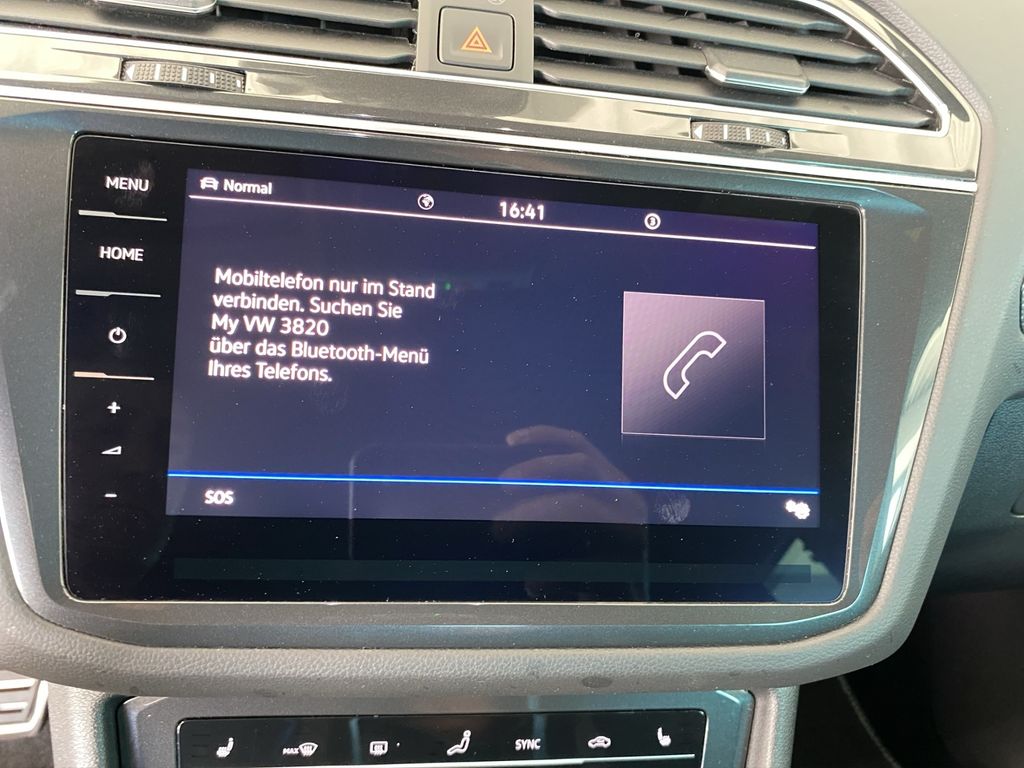 MENU
HOME
Normal
16:41
Mobiltelefon nur im Stand
verbinden. Suchen Sie
My VW 3820
über das Bluetooth-Menü
Ihres Telefons.
SOS
MAX
SYNC